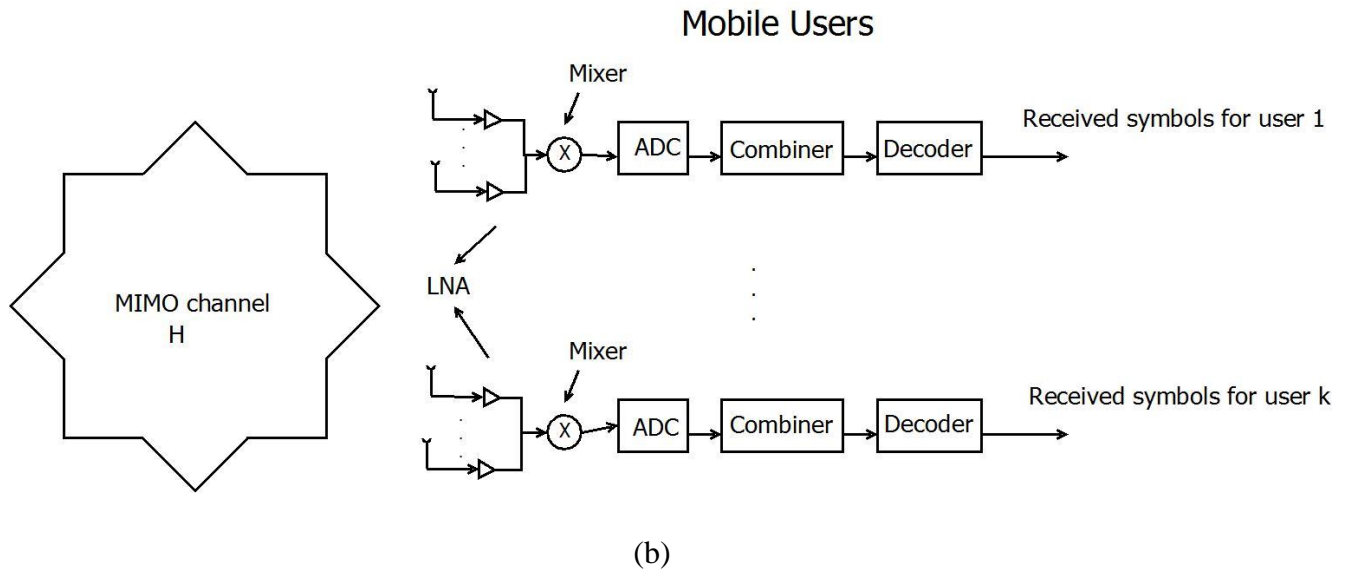 Mobile Users
Mixer
Received symbols for user 1
X
ADC
Combiner
Decoder
LNA
MIMO channel
H
Mixer
Received symbols for user k
X
ADC
Combiner
Decoder
(b)